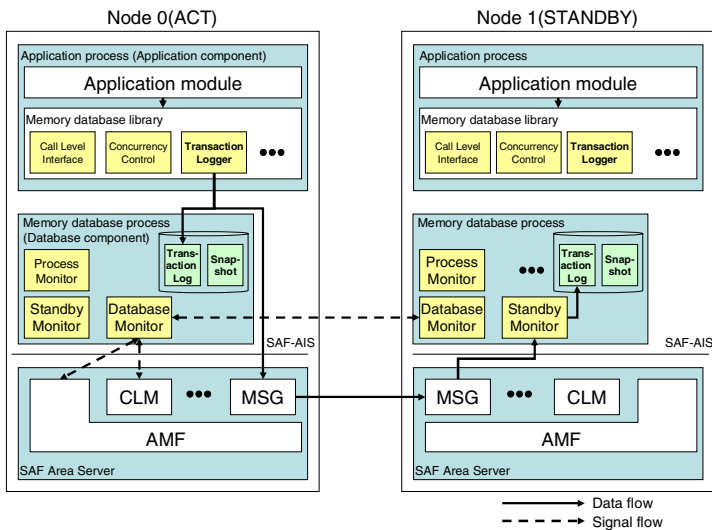 Node 0(ACT)
Application process (Application component)
Application module
Memory database library
Call Level
Interface
Concurrency
Control
Transaction
Logger
Memory database process
(Database component)
Process
Monitor
Standby
Monitor
Database
Monitor
Trans-
action
Log
Snap-
shot
SAF-AIS
CLM
MSG
AMF
SAF Area Server
Node 1(STANDBY)
Application process
Application module
Memory database library
Call Level
Interface
Concurrency
Control
Transaction
Logger
Memory database process
Process
Monitor
Database
Monitor
Standby
Monitor
Trans-
action
Log
Snap-
shot
SAF-AIS
MSG
CLM
AMF
SAF Area Server
Data flow
Signal flow